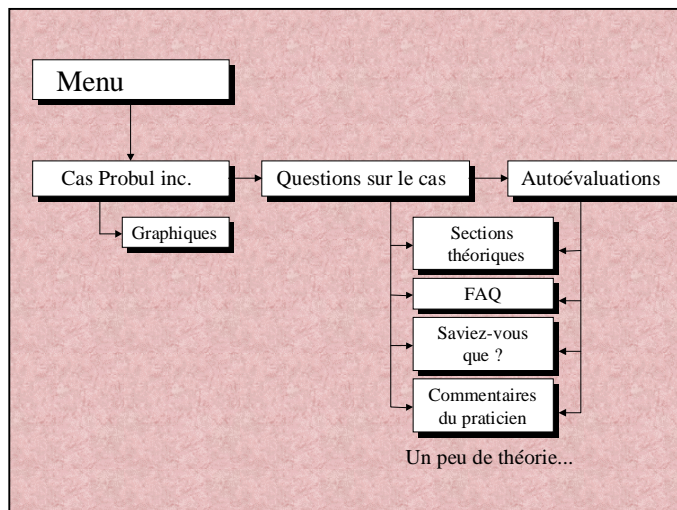 Menu
Cas Probul inc.
Questions sur le cas
Autoévaluations
Graphiques
Sections
théoriques
FAQ
Saviez-vous
que ?
Commentaires
du praticien
Un peu de théorie...